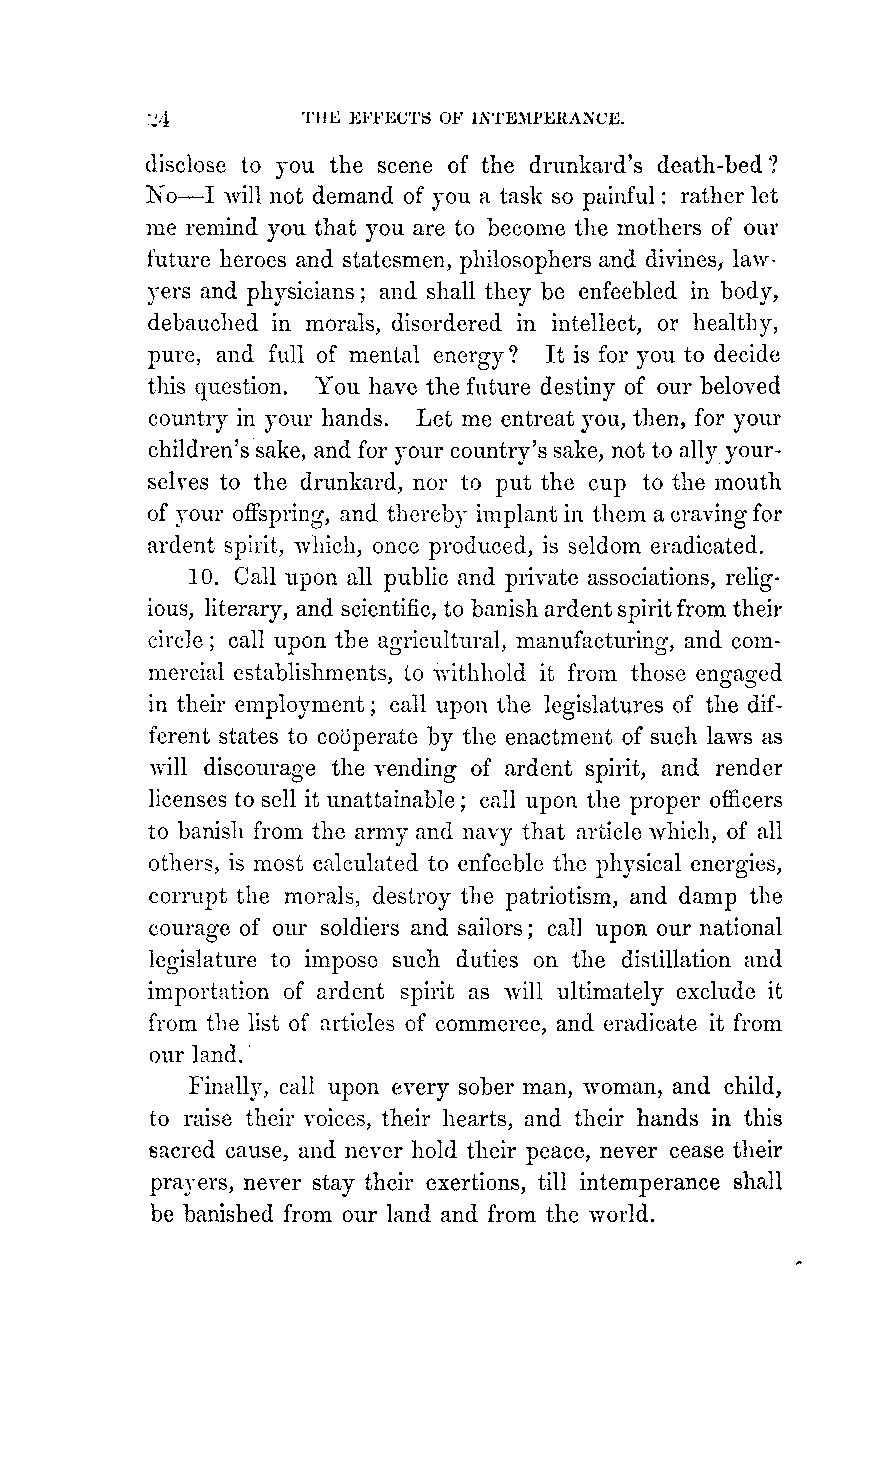 24 THE EFFECTS OF INTEMPERANCE.
disclose to you the scene of the drunkard's death-bed?
No—I will not demand of you a task so painful: rather let
me remind you that you are to become the mothers of our
future heroes and statesmen, philosophers and divines, law-
yers and physicians; and shall they be enfeebled in body,
debauched in morals, disordered in intellect, or healthy,
pure, and full of mental energy? It is for you to decide
this question. You have the future destiny of our beloved
country in your hands. Let me entreat you, then, for your
children's sake, and for your country's sake, not to ally your-
selves to the drunkard, nor to put the cup to the mouth
of your offspring, and thereby implant in them a craving for
ardent spirit, which, once produced, is seldom eradicated.
10. Call upon all public and private associations, relig-
ious, literary, and scientific, to banish ardent spirit from their
circle; call upon the agricultural, manufacturing, and com-
mercial establishments, to withhold it from those engaged
in their employment; call upon the legislatures of the dif-
ferent states to coöperate by the enactment of such laws as
will discourage the vending of ardent spirit, and render
licenses to sell it unattainable; call upon the proper officers
to banish from the army and navy that article which, of all
others, is most calculated to enfeeble the physical energies,
corrupt the morals, destroy the patriotism, and damp the
courage of our soldiers and sailors; call upon our national
legislature to impose such duties on the distillation and
importation of ardent spirit as will ultimately exclude it
from the list of articles of commerce, and eradicate it from
our land.
Finally, call upon every sober man, woman, and child,
to raise their voices, their hearts, and their hands in this
sacred cause, and never hold their peace, never cease their
prayers, never stay their exertions, till intemperance shall
be banished from our land and from the world.